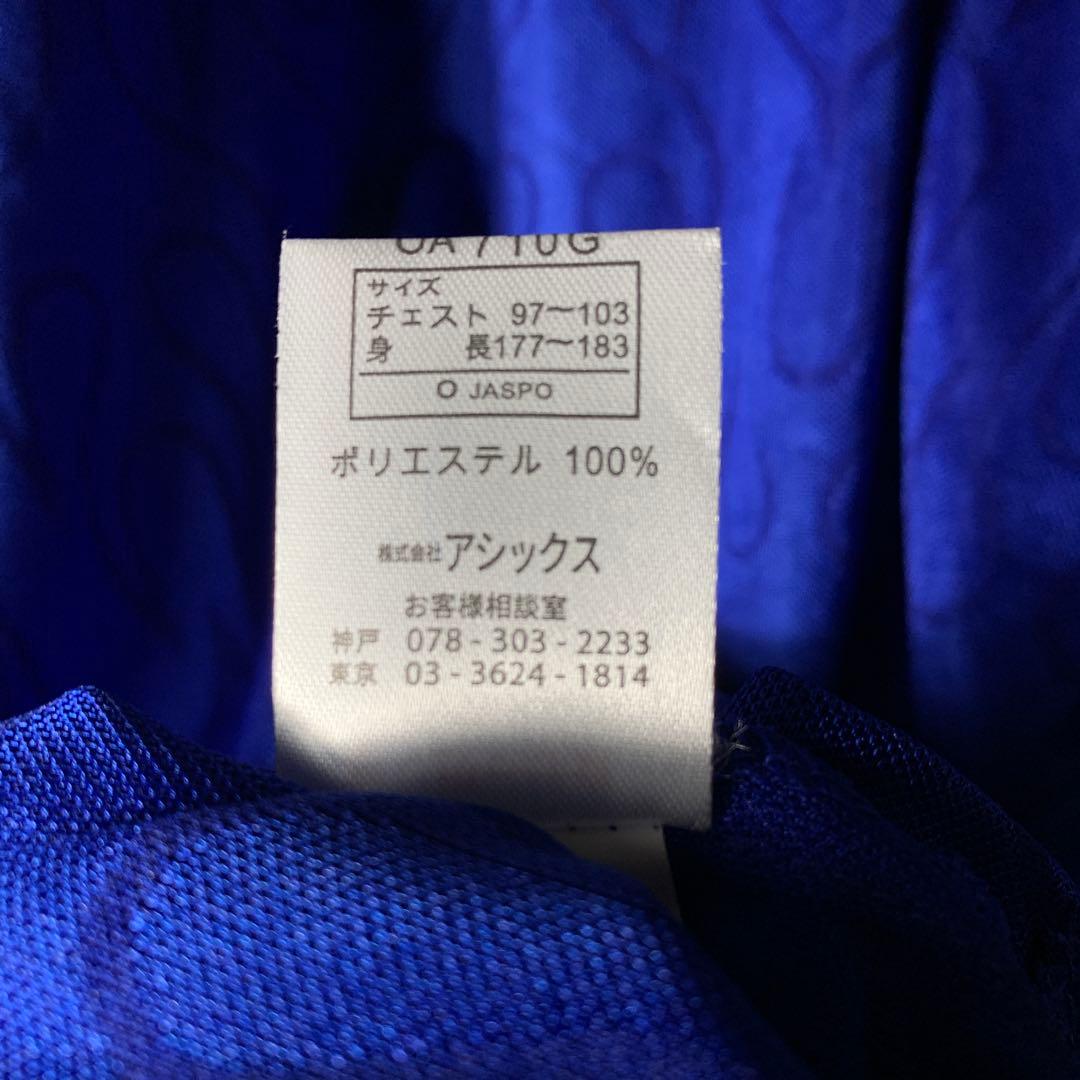 サイズ
チェスト 97〜103
身 長177〜183
O JASPO
ポリエステル 100%
株式会社アシックス
お客様相談室
神戸 078-303-2233
東京 03-3624-1814